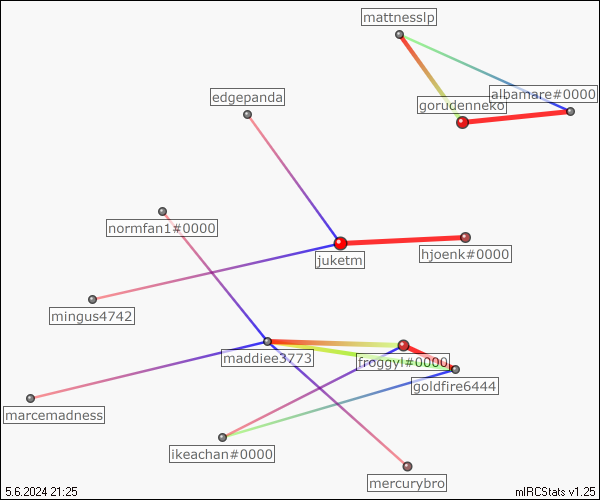 mattnesslp
albamare#0000
edgepanda
gorudenneko
normfan1#0000
hjoenk#0000
juketm
mingus4742
maddiee3773
froggyl#0000
goldfire6444
marcemadness
ikeachan#0000
mercurybro
5.6.2024 21:25
mIRCStats v1.25